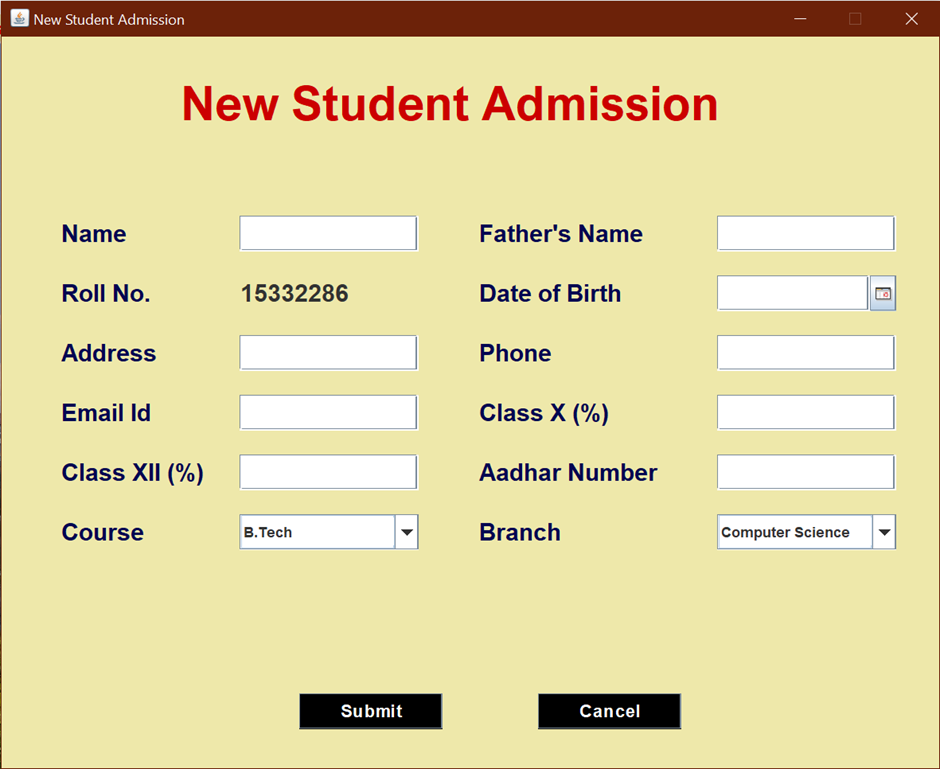 New Student Admission
New Student Admission
Name Father's Name
Roll No. 15332286 Date of Birth
Address Phone
Email Id Class X (%)
Class XII (%) Aadhar Number
Course B.Tech Branch Computer Science
Submit Cancel